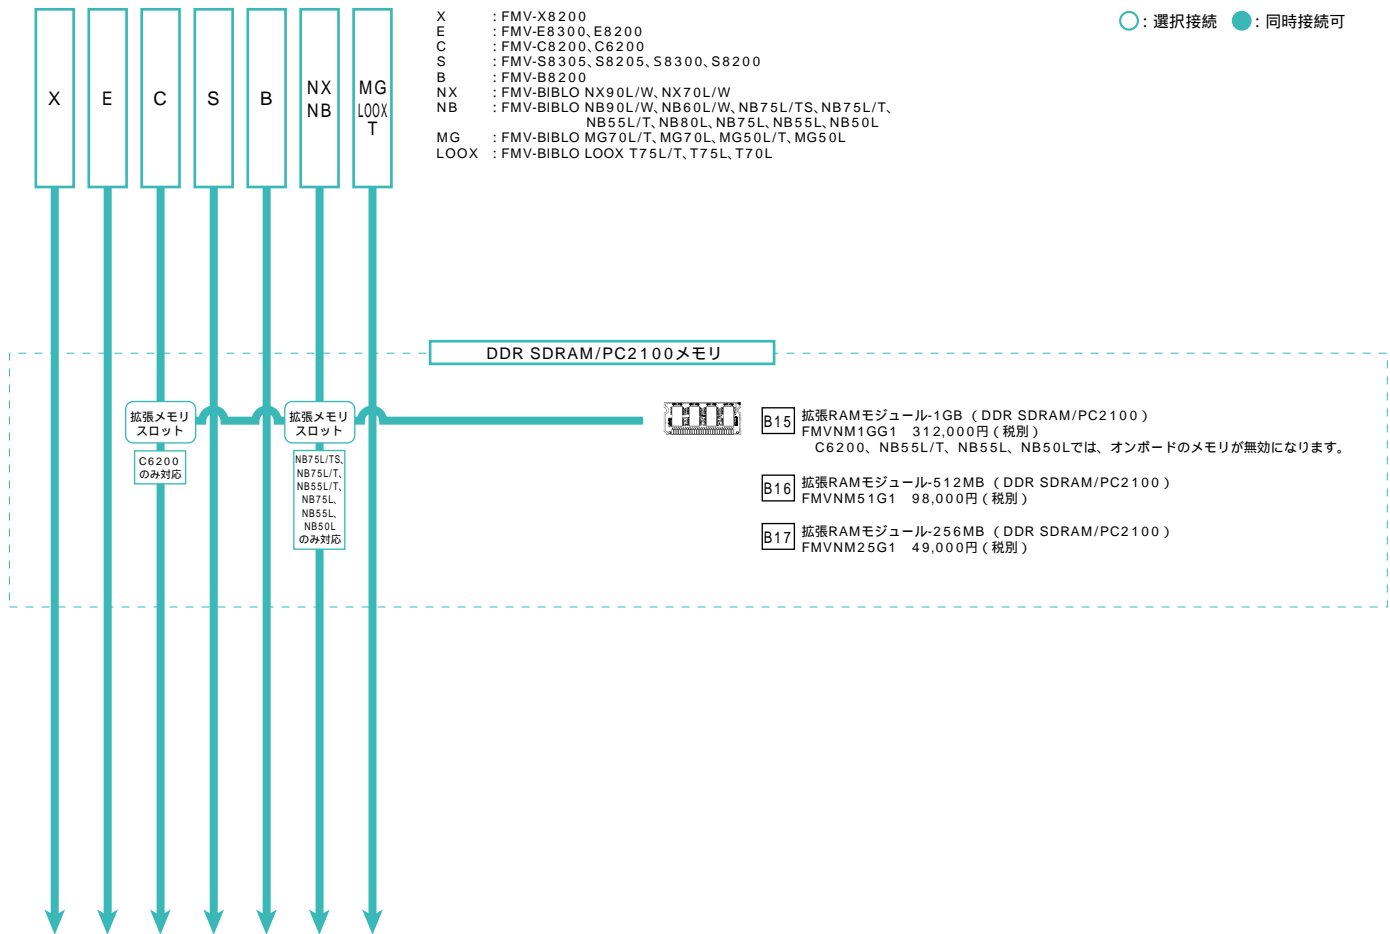 X
E
C
S
B
NX
NB
MG
LOOX
T
X : FMV-X8200
E : FMV-E8300、E8200
C : FMV-C8200、C6200
S : FMV-S8305、S8205、S8300、S8200
B : FMV-B8200
NX : FMV-BIBLO NX90L/W、NX70L/W
NB : FMV-BIBLO NB90L/W、NB60L/W、NB75L/TS、NB75L/T、
NB55L/T、NB80L、NB75L、NB55L、NB50L
MG : FMV-BIBLO MG70L/T、MG70L、MG50L/T、MG50L
LOOX : FMV-BIBLO LOOX T75L/T、T75L、T70L
○ : 選択接続 ● : 同時接続可
DDR SDRAM/PC2100メモリ
拡張メモリ
スロット
C6200
のみ対応
拡張メモリ
スロット
NB75L/TS、
NB75L/T、
NB55L/T、
NB75L、
NB55L、
NB50L
のみ対応
B15 拡張RAMモジュール-1GB (DDR SDRAM/PC2100)
FMVNM1GG1 312,000円(税別)
C6200、NB55L/T、NB55L、NB50Lでは、オンボードのメモリが無効になります。
B16 拡張RAMモジュール-512MB (DDR SDRAM/PC2100)
FMVNM51G1 98,000円(税別)
B17 拡張RAMモジュール-256MB (DDR SDRAM/PC2100)
FMVNM25G1 49,000円(税別)